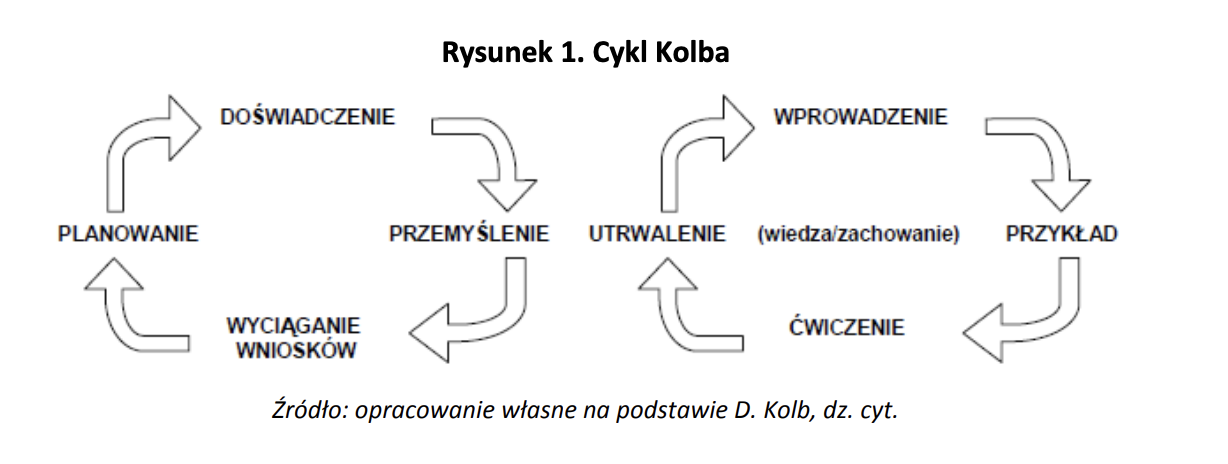 Rysunek 1. Cykl Kolba
DOŚWIADCZENIE
PRZEMYŚLENIE
WYCIĄGANIE
WNIOSKÓW
PLANOWANIE
WPROWADZENIE
PRZYKŁAD
ĆWICZENIE
UTRWALENIE
(wiedza/zachowanie)
Źródło: opracowanie własne na podstawie D. Kolb, dz. cyt.